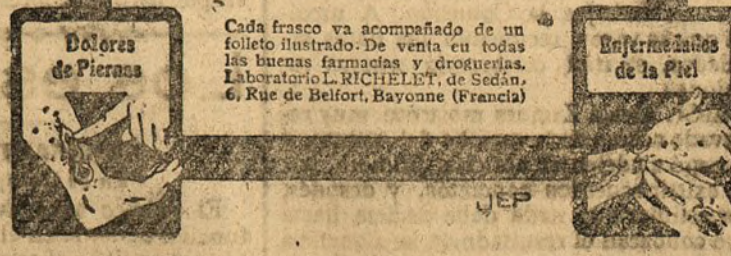 Dolores
de Piernas
Cada frasco va acompañado de un
folleto ilustrado. De venta en todas
las buenas farmacias y droguerías.
Laboratorio L. RICHELET, de Sedán,
6, Rue de Belfort, Bayonne (Francia)
Enfermedades
de la Piel
JEP